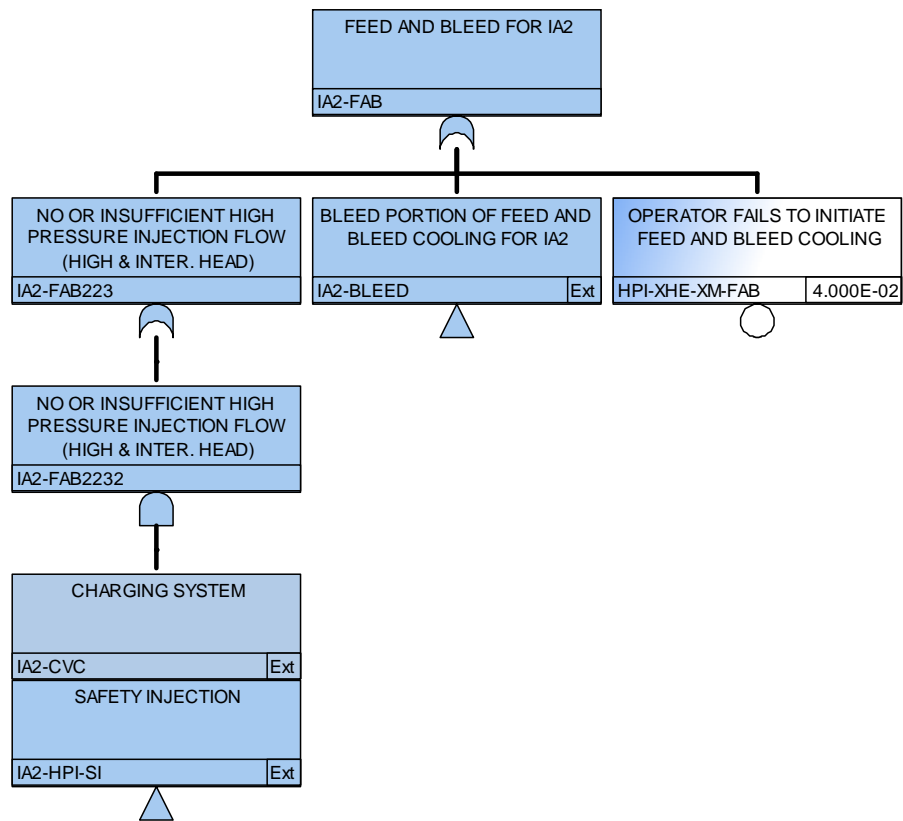 FEED AND BLEED FOR IA2
IA2-FAB
NO OR INSUFFICIENT HIGH
PRESSURE INJECTION FLOW
(HIGH & INTER. HEAD)
IA2-FAB223
BLEED PORTION OF FEED AND
BLEED COOLING FOR IA2
IA2-BLEED Ext
OPERATOR FAILS TO INITIATE
FEED AND BLEED COOLING
HPI-XHE-XM-FAB 4.000E-02
NO OR INSUFFICIENT HIGH
PRESSURE INJECTION FLOW
(HIGH & INTER. HEAD)
IA2-FAB2232
CHARGING SYSTEM
IA2-CVC Ext
SAFETY INJECTION
IA2-HPI-SI Ext